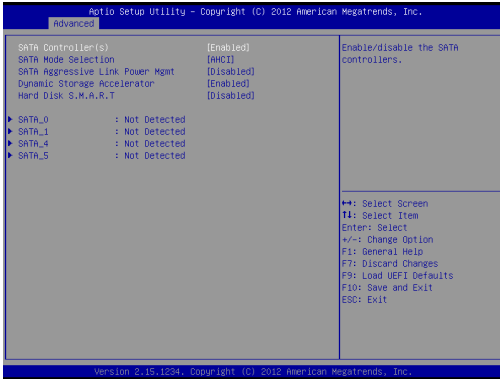 Aptio Setup Utility – Copyright (C) 2012 American Megatrends, Inc.
Advanced
SATA Controller(s) [Enabled]
SATA Mode Selection [AHCI]
SATA Aggressive Link Power Mgmt [Disabled]
Dynamic Storage Accelerator [Enabled]
Hard Disk S.M.A.R.T [Disabled]
SATA_0 : Not Detected
SATA_1 : Not Detected
SATA_4 : Not Detected
SATA_5 : Not Detected
Enable/disable the SATA
controllers.
↔: Select Screen
↑↓: Select Item
Enter: Select
+/-: Change Option
F1: General Help
F7: Discard Changes
F9: Load UEFI Defaults
F10: Save and Exit
ESC: Exit
Version 2.15.1234. Copyright (C) 2012 American Megatrends, Inc.